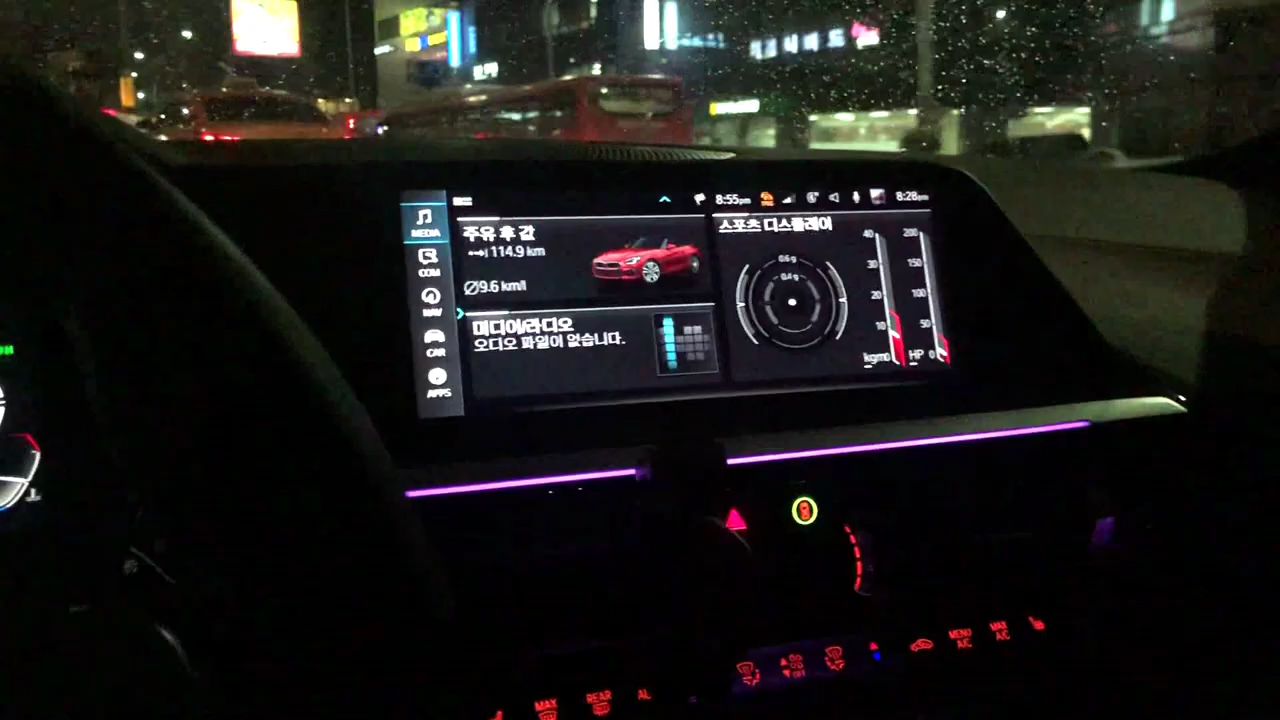 8:55pm
8:28pm
MEDIA
COM
NAV
CAR
APPS
주유 후 값
114.9 km
Ø9.6 km/l
미디어/라디오
오디오 파일이 없습니다.
스포츠 디스플레이
0.6 g
0.4 g
40
30
20
10
kgm0
200
150
100
50
HP 0
MAX
REAR
OFF
MENU
A/C
MAX
A/C